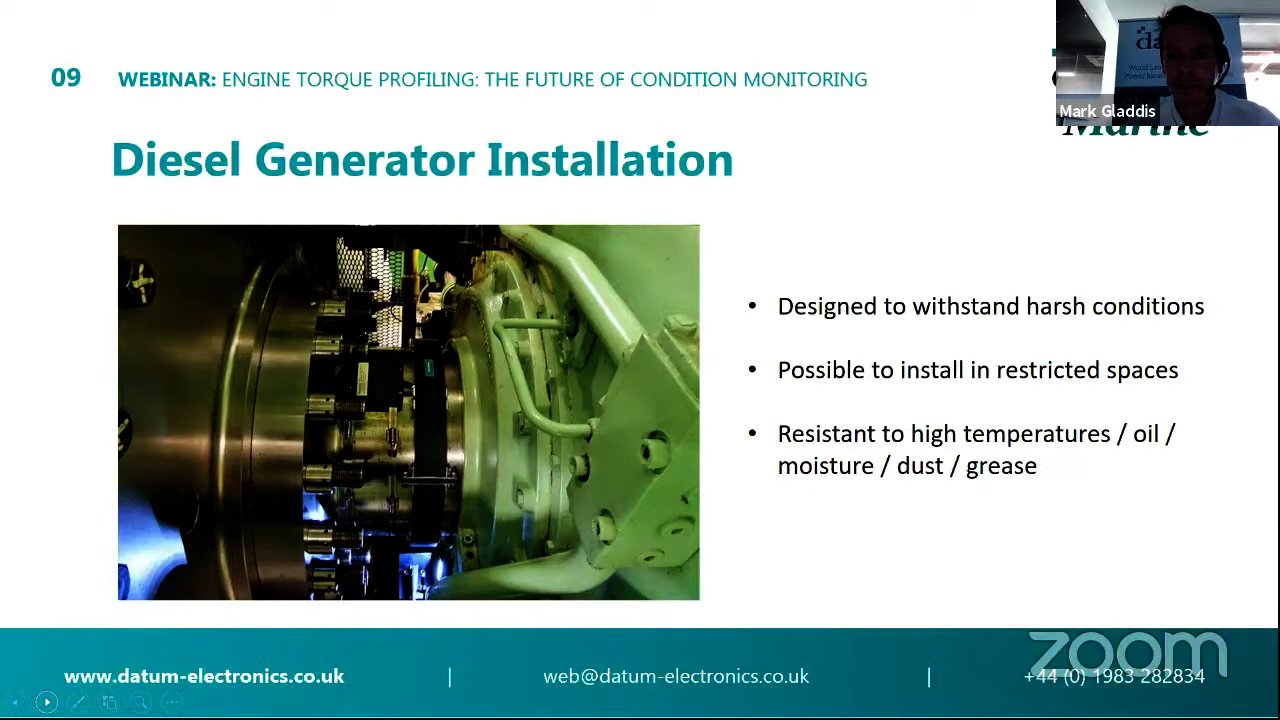 09
WEBINAR: ENGINE TORQUE PROFILING: THE FUTURE OF CONDITION MONITORING
Mark Gladdis
Marine
Diesel Generator Installation
• Designed to withstand harsh conditions
• Possible to install in restricted spaces
• Resistant to high temperatures / oil /
moisture / dust / grease
zoom
www.datum-electronics.co.uk | web@datum-electronics.co.uk | +44 (0) 1983 282834